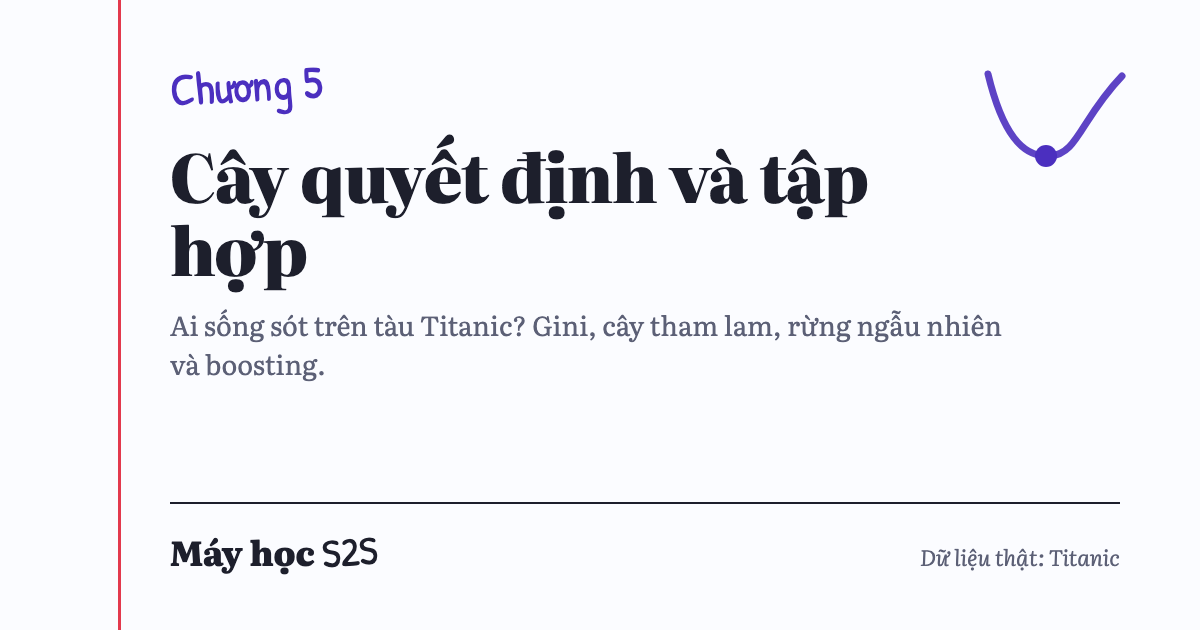 Chương 5
Cây quyết định và tập
hợp
Ai sống sót trên tàu Titanic? Gini, cây tham lam, rừng ngẫu nhiên
và boosting.
Máy học S2S
Dữ liệu thật: Titanic